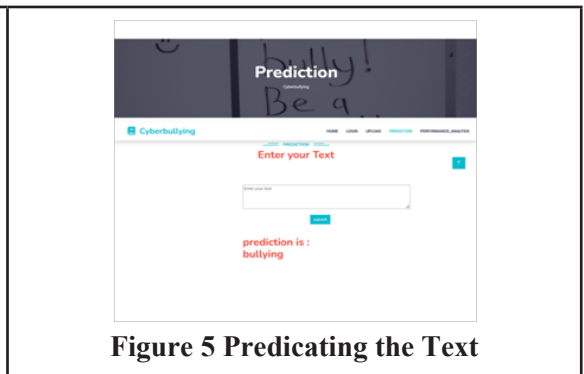 bully!
Prediction
Cyberbullying
Be a
Cyberbullying
HOME LOGIN UPLOAD PREDICTION PERFORMANCE_ANALYSIS
PREDICTION
Enter your Text
Enter your text
prediction is :
bullying
Figure 5 Predicating the Text